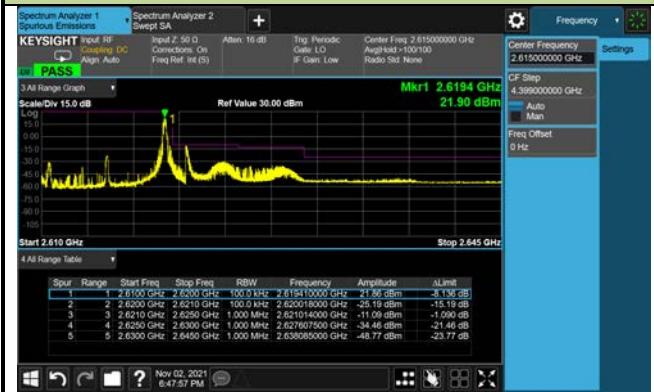 Spectrum Analyzer 1
Spurious Emissions
Spectrum Analyzer 2
Swept SA
Frequency
KEYSIGHT
Input: RF
Coupling: DC
Align: Auto
Input Z: 50 Ω
Corrections: On
Freq Ref: Int (S)
Atten: 16 dB
Trig: Periodic
Gate: LO
IF Gain: Low
Center Freq: 2.615000000 GHz
Avg|Hold:>100/100
Radio Std: None
PASS
3 All Range Graph
Scale/Div 15.0 dB
Ref Value 30.00 dBm
Mkr1 2.6194 GHz
21.90 dBm
Log
15.0
0.00
-15.0
-30.0
-45.0
-60.0
-75.0
-90.0
-105
1
Start 2.610 GHz
Stop 2.645 GHz
4 All Range Table
Spur Range Start Freq Stop Freq RBW Frequency Amplitude ΔLimit
1 1 2.6100 GHz 2.6200 GHz 100.0 kHz 2.619410000 GHz 21.86 dBm -8.136 dB
2 2 2.6200 GHz 2.6210 GHz 100.0 kHz 2.620018000 GHz -25.19 dBm -15.19 dB
3 3 2.6210 GHz 2.6250 GHz 1.000 MHz 2.621014000 GHz -11.09 dBm -1.090 dB
4 4 2.6250 GHz 2.6300 GHz 1.000 MHz 2.627607500 GHz -34.46 dBm -21.46 dB
5 5 2.6300 GHz 2.6450 GHz 1.000 MHz 2.638085000 GHz -48.77 dBm -23.77 dB
Nov 02, 2021
6:47:57 PM
Center Frequency
2.615000000 GHz
Settings
CF Step
4.399000000 GHz
Auto
Man
Freq Offset
0 Hz